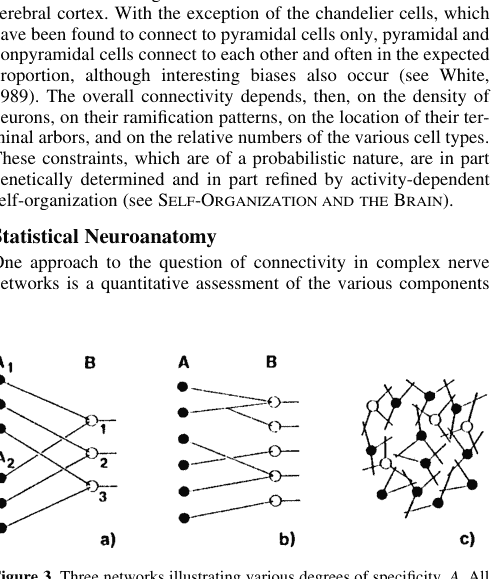 erebral cortex. With the exception of the chandelier cells, which
ave been found to connect to pyramidal cells only, pyramidal and
onpyramidal cells connect to each other and often in the expected
roportion, although interesting biases also occur (see White,
989). The overall connectivity depends, then, on the density of
eurons, on their ramification patterns, on the location of their ter-
ninal arbors, and on the relative numbers of the various cell types.
These constraints, which are of a probabilistic nature, are in part
enetically determined and in part refined by activity-dependent
elf-organization (see SELF-ORGANIZATION AND THE BRAIN).
Statistical Neuroanatomy
One approach to the question of connectivity in complex nerve
etworks is a quantitative assessment of the various components
A1 B A B
1
A2 2
3
a) b) c)
Figure 3. Three networks illustrating various degrees of specificity. A, All